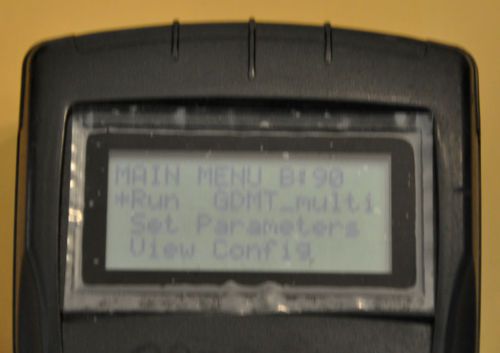 MAIN MENU B:90
*Run GDMT_multi
Set Parameters
View Config